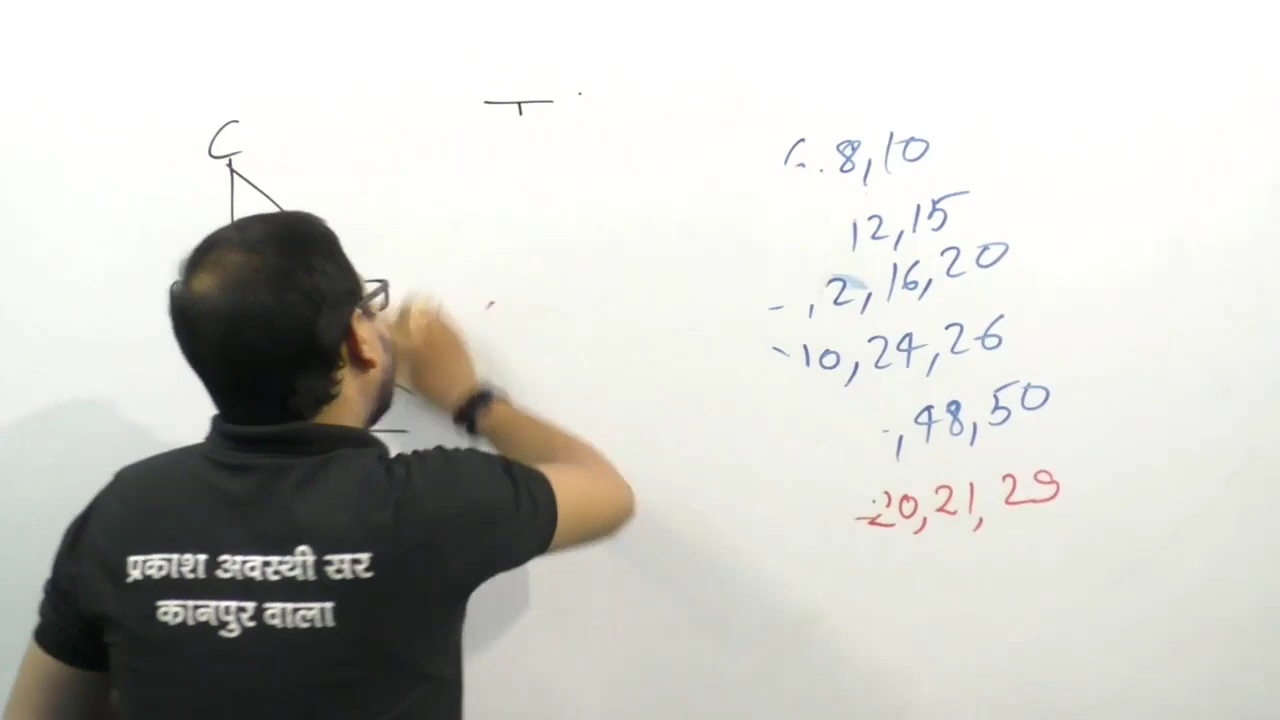 C
8,10
12,15
2,16,20
10,24,26
,48,50
20,21,29
प्रकाश अवस्थी सर
कानपुर वाला